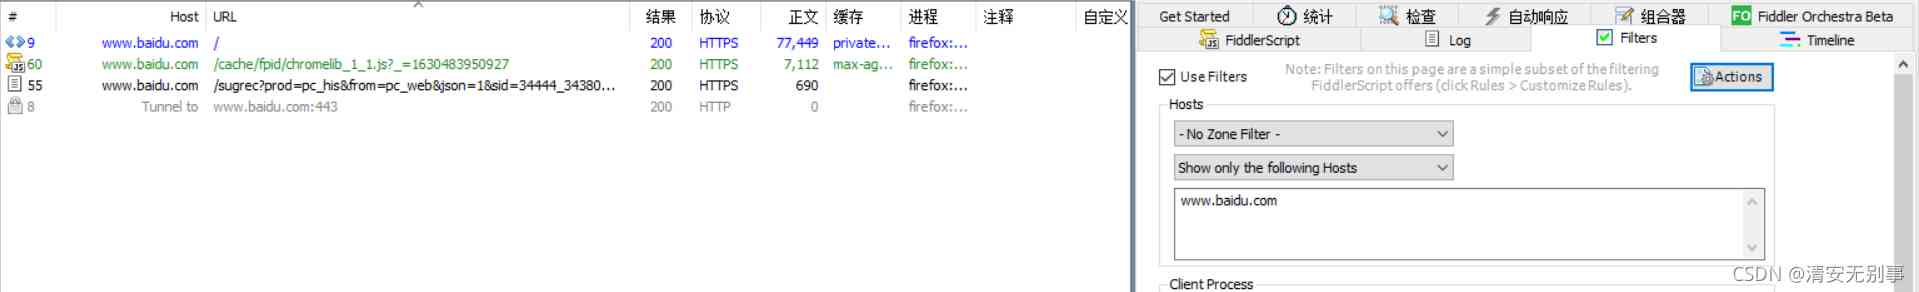 # Host URL 结果 协议 正文 缓存 进程 注释 自定义
9 www.baidu.com / 200 HTTPS 77,449 private... firefox:...
60 www.baidu.com /cache/fpid/chromelib_1_1.js?_=1630483950927 200 HTTPS 7,112 max-ag... firefox:...
55 www.baidu.com /sugrec?prod=pc_his&from=pc_web&json=1&sid=34444_34380... 200 HTTPS 690 firefox:...
8 Tunnel to www.baidu.com:443 200 HTTP 0 firefox:...
Get Started 统计 检查 自动响应 组合器 FO Fiddler Orchestra Beta
JS FiddlerScript Log Filters Timeline
Use Filters
Note: Filters on this page are a simple subset of the filtering
FiddlerScript offers (click Rules > Customize Rules).
Actions
Hosts
- No Zone Filter -
Show only the following Hosts
www.baidu.com
Client Process
CSDN @清安无别事